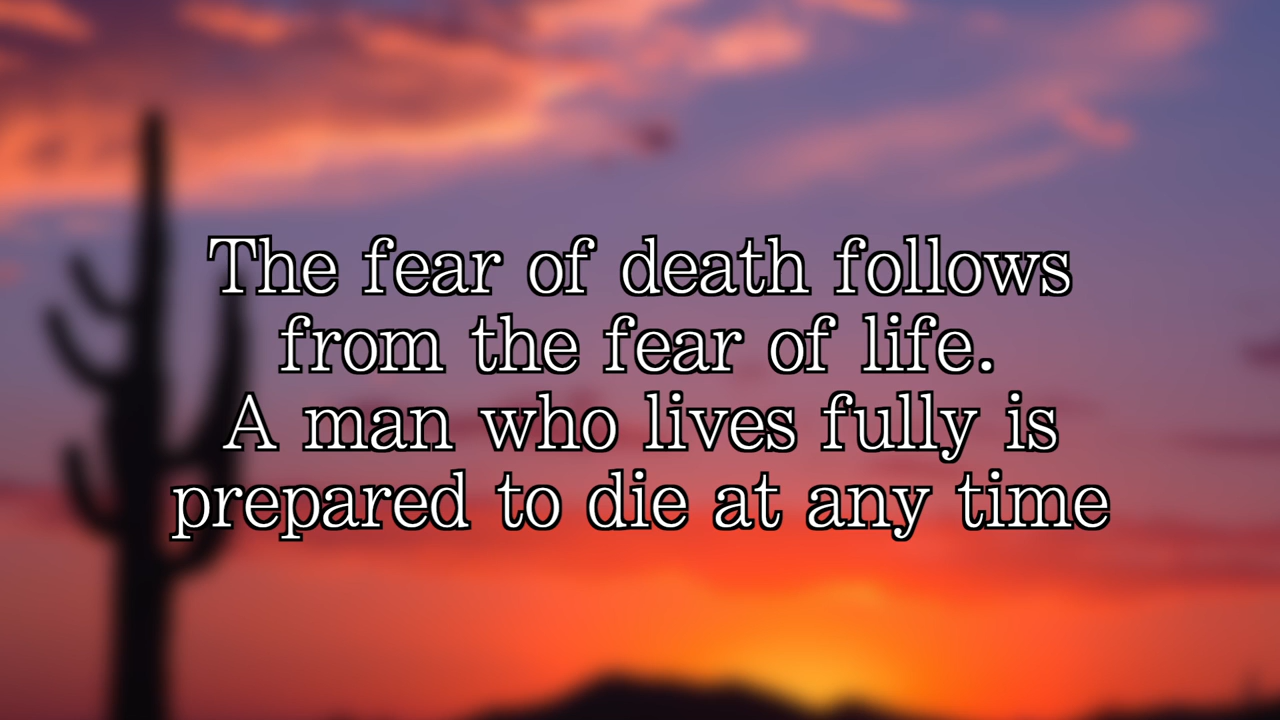 The fear of death follows
from the fear of life.
A man who lives fully is
prepared to die at any time